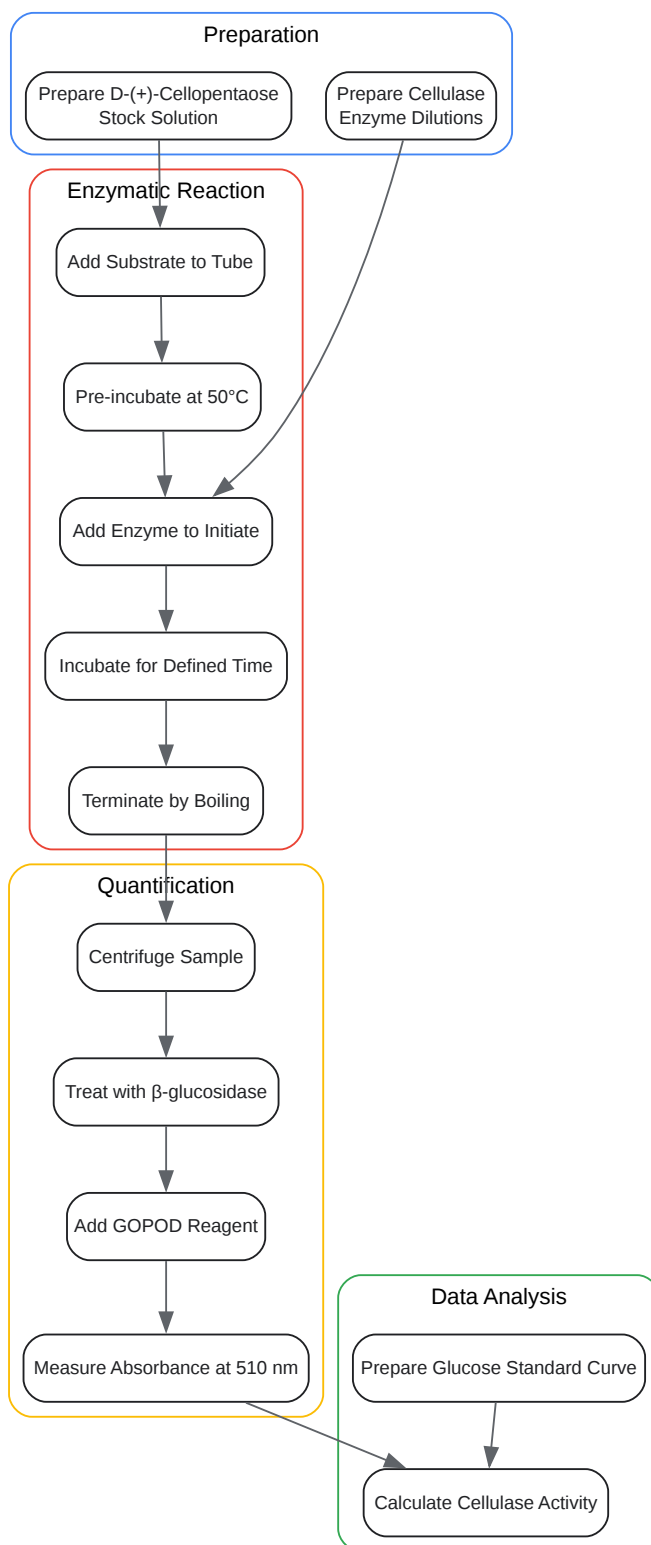 Preparation
Prepare D-(+)-Cellopentaose
Stock Solution
Prepare Cellulase
Enzyme Dilutions
Enzymatic Reaction
Add Substrate to Tube
Pre-incubate at 50°C
Add Enzyme to Initiate
Incubate for Defined Time
Terminate by Boiling
Quantification
Centrifuge Sample
Treat with β-glucosidase
Add GOPOD Reagent
Measure Absorbance at 510 nm
Data Analysis
Prepare Glucose Standard Curve
Calculate Cellulase Activity